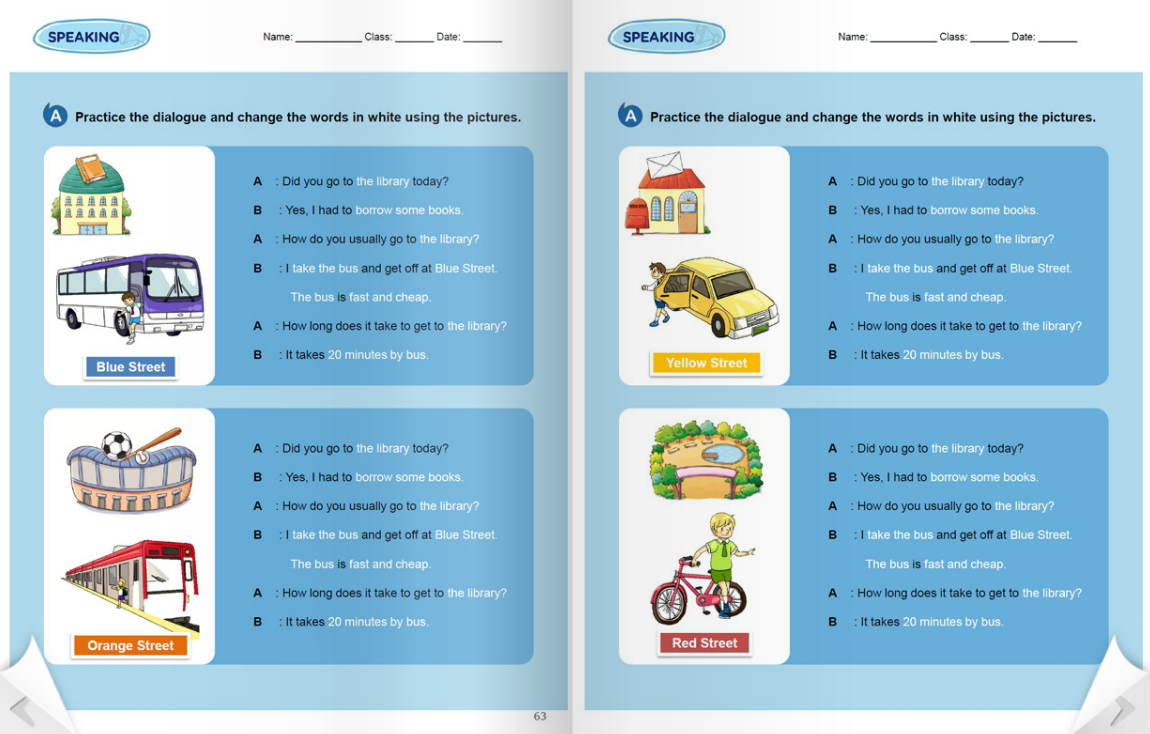 SPEAKING
Name: __________ Class: ______ Date: ______
A Practice the dialogue and change the words in white using the pictures.
Blue Street
A : Did you go to the library today?
B : Yes, I had to borrow some books.
A : How do you usually go to the library?
B : I take the bus and get off at Blue Street.
The bus is fast and cheap.
A : How long does it take to get to the library?
B : It takes 20 minutes by bus.
Orange Street
A : Did you go to the library today?
B : Yes, I had to borrow some books.
A : How do you usually go to the library?
B : I take the bus and get off at Blue Street.
The bus is fast and cheap.
A : How long does it take to get to the library?
B : It takes 20 minutes by bus.
63
SPEAKING
Name: __________ Class: ______ Date: ______
A Practice the dialogue and change the words in white using the pictures.
Yellow Street
A : Did you go to the library today?
B : Yes, I had to borrow some books.
A : How do you usually go to the library?
B : I take the bus and get off at Blue Street.
The bus is fast and cheap.
A : How long does it take to get to the library?
B : It takes 20 minutes by bus.
Red Street
A : Did you go to the library today?
B : Yes, I had to borrow some books.
A : How do you usually go to the library?
B : I take the bus and get off at Blue Street.
The bus is fast and cheap.
A : How long does it take to get to the library?
B : It takes 20 minutes by bus.